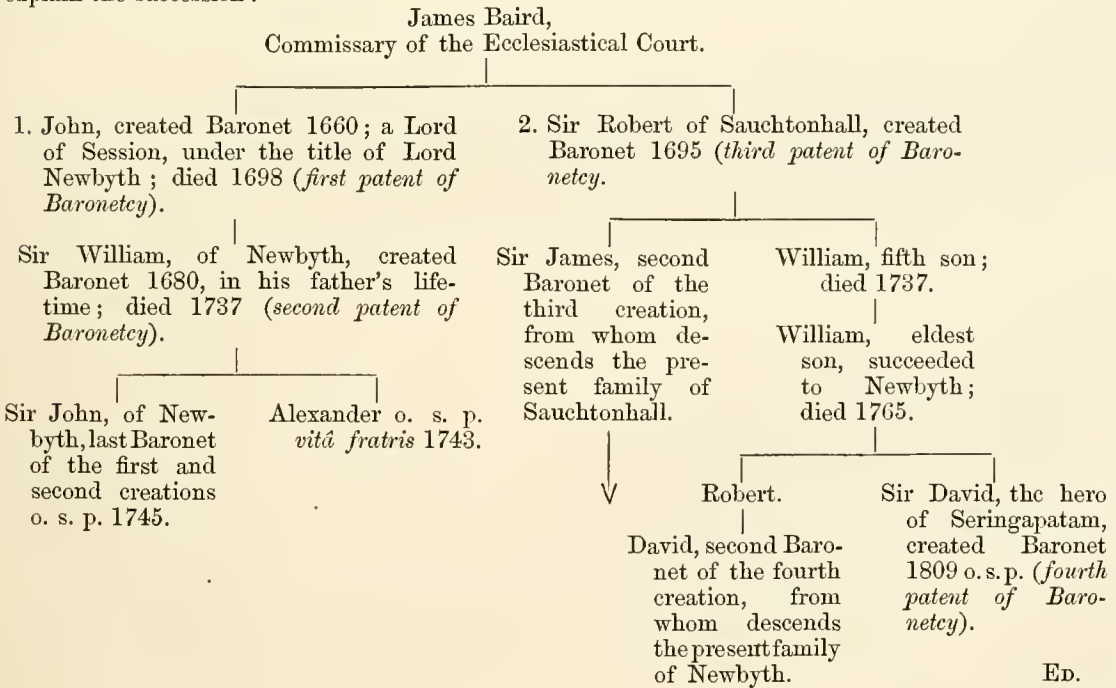 James Baird,
Commissary of the Ecclesiastical Court.
1. John, created Baronet 1660; a Lord
of Session, under the title of Lord
Newbyth; died 1698 (first patent of
Baronetcy).
2. Sir Robert of Sauchtonhall, created
Baronet 1695 (third patent of Baro-
netcy.
Sir William, of Newbyth, created
Baronet 1680, in his father's life-
time; died 1737 (second patent of
Baronetcy).
Sir James, second
Baronet of the
third creation,
from whom de-
scends the pre-
sent family of
Sauchtonhall.
William, fifth son;
died 1737.
William, eldest
son, succeeded
to Newbyth;
died 1765.
Sir John, of New-
byth, last Baronet
of the first and
second creations
o. s. p. 1745.
Alexander o. s. p.
vitâ fratris 1743.
Robert.
David, second Baro-
net of the fourth
creation, from
whom descends
the present family
of Newbyth.
Sir David, the hero
of Seringapatam,
created Baronet
1809 o. s. p. (fourth
patent of Baro-
netcy).
ED.